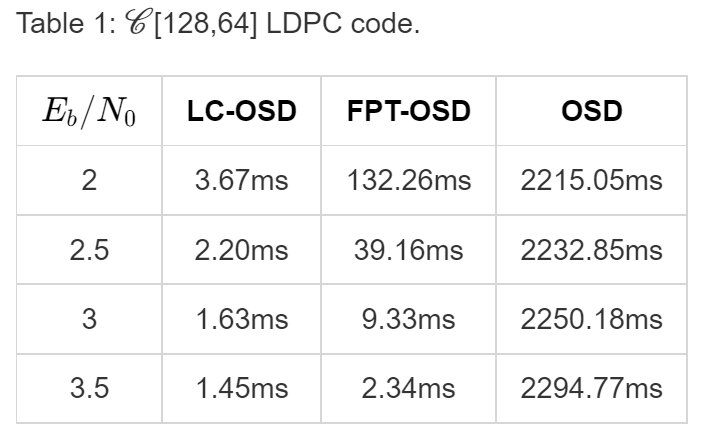 Table 1: 𝒞[128,64] LDPC code.
E_b/N_0 LC-OSD FPT-OSD OSD
2 3.67ms 132.26ms 2215.05ms
2.5 2.20ms 39.16ms 2232.85ms
3 1.63ms 9.33ms 2250.18ms
3.5 1.45ms 2.34ms 2294.77ms